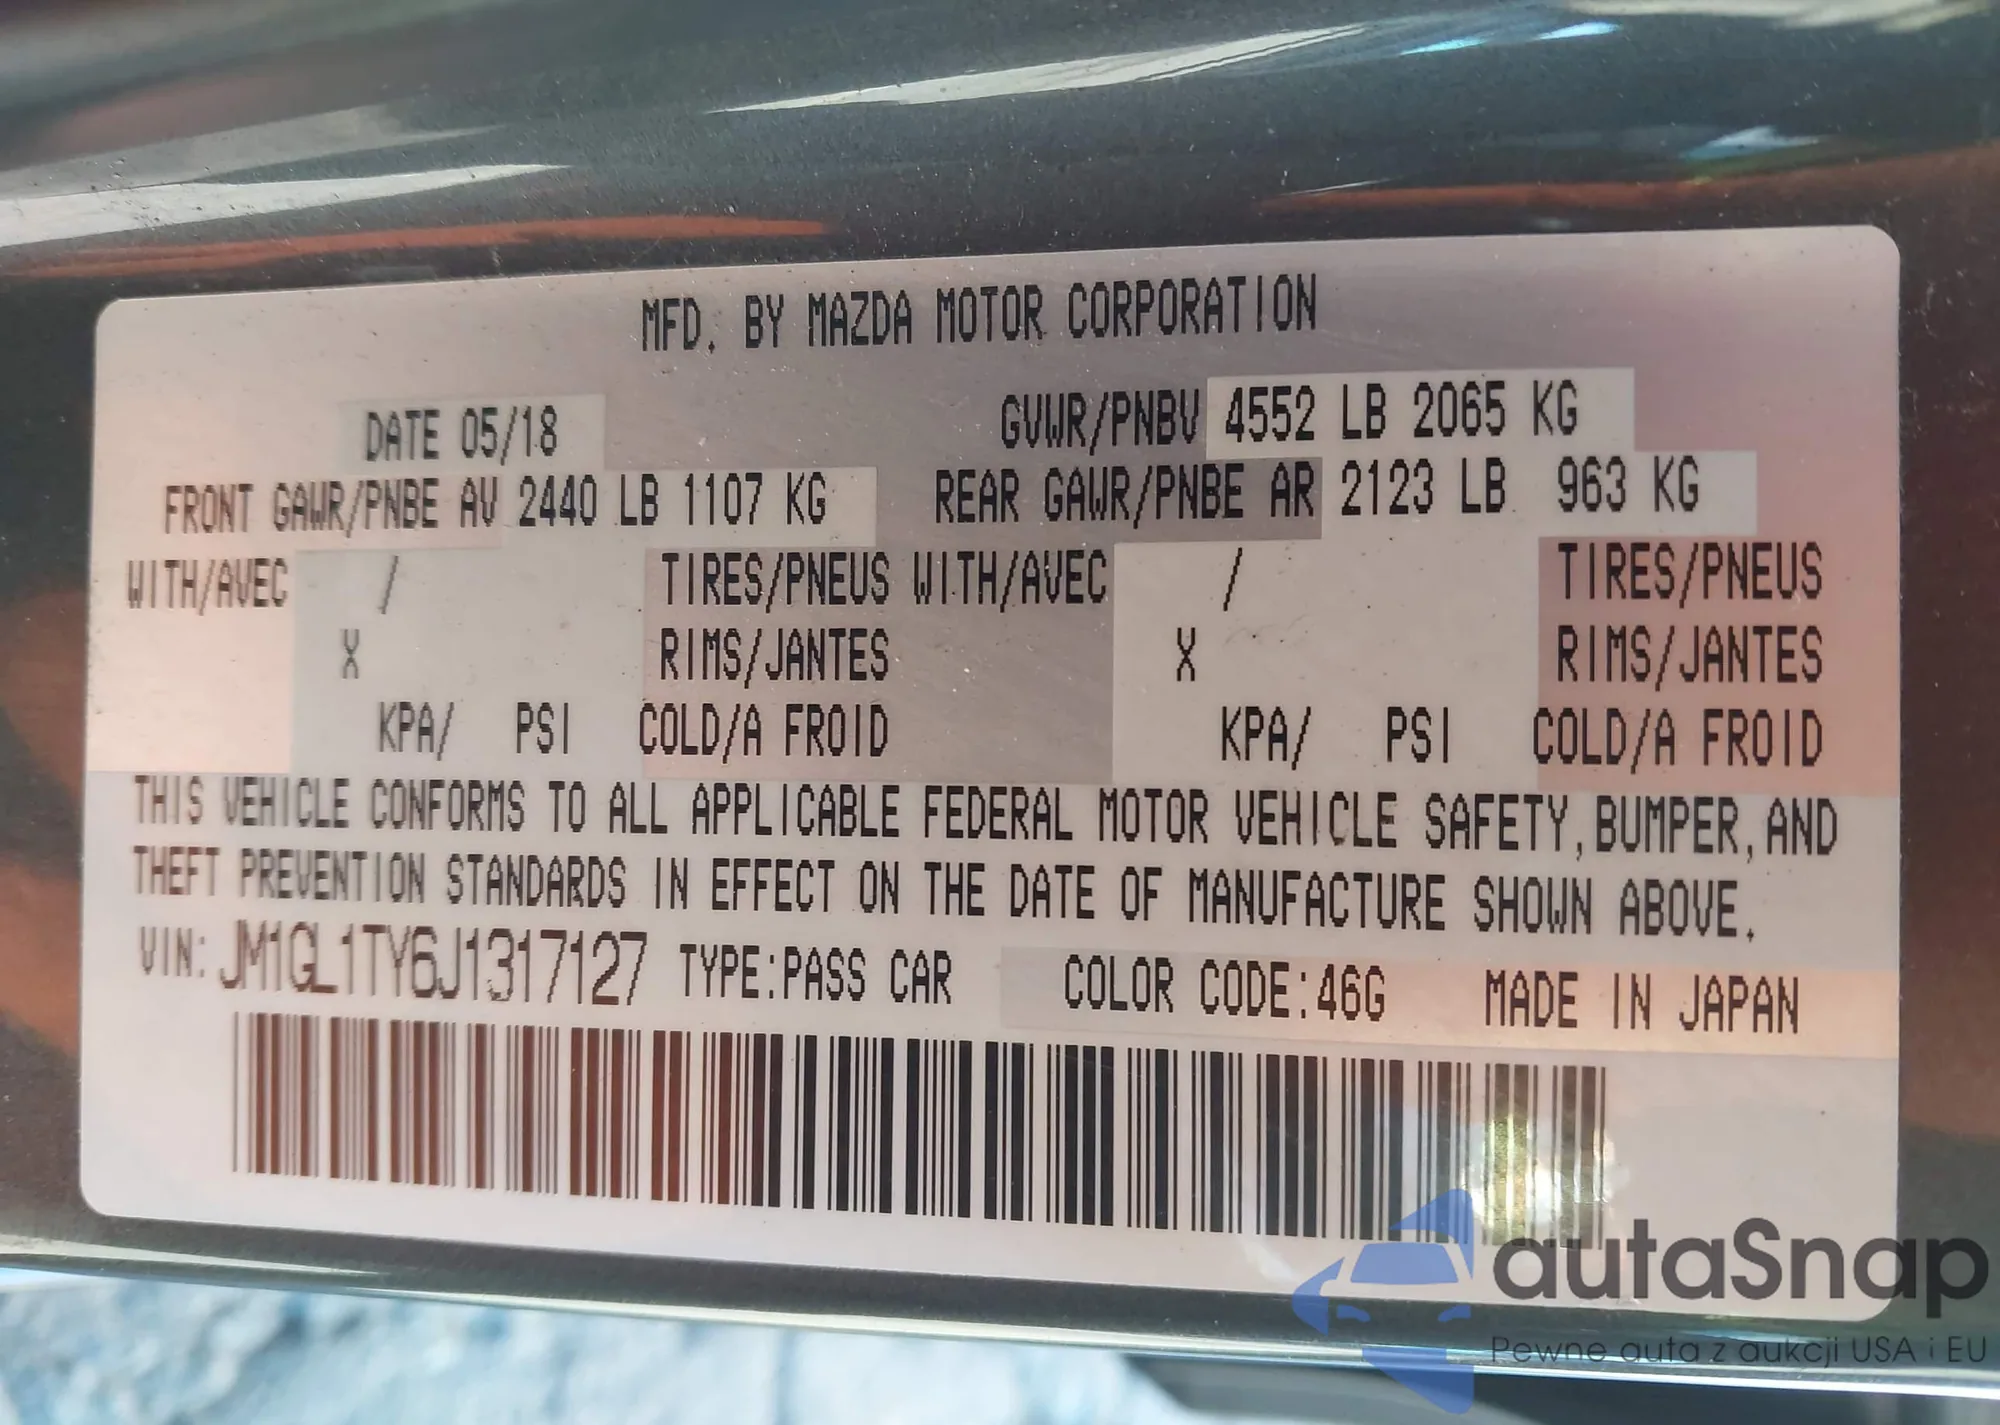 MFD. BY MAZDA MOTOR CORPORATION
DATE 05/18 GVWR/PNBV 4552 LB 2065 KG
FRONT GAWR/PNBE AV 2440 LB 1107 KG REAR GAWR/PNBE AR 2123 LB 963 KG
WITH/AVEC / TIRES/PNEUS WITH/AVEC / TIRES/PNEUS
X RIMS/JANTES X RIMS/JANTES
KPA/ PSI COLD/A FROID KPA/ PSI COLD/A FROID
THIS VEHICLE CONFORMS TO ALL APPLICABLE FEDERAL MOTOR VEHICLE SAFETY,BUMPER,AND
THEFT PREVENTION STANDARDS IN EFFECT ON THE DATE OF MANUFACTURE SHOWN ABOVE.
VIN: JM1GL1TY6J1317127 TYPE:PASS CAR COLOR CODE:46G MADE IN JAPAN
autaSnap
Pewne auta z aukcji USA i EU